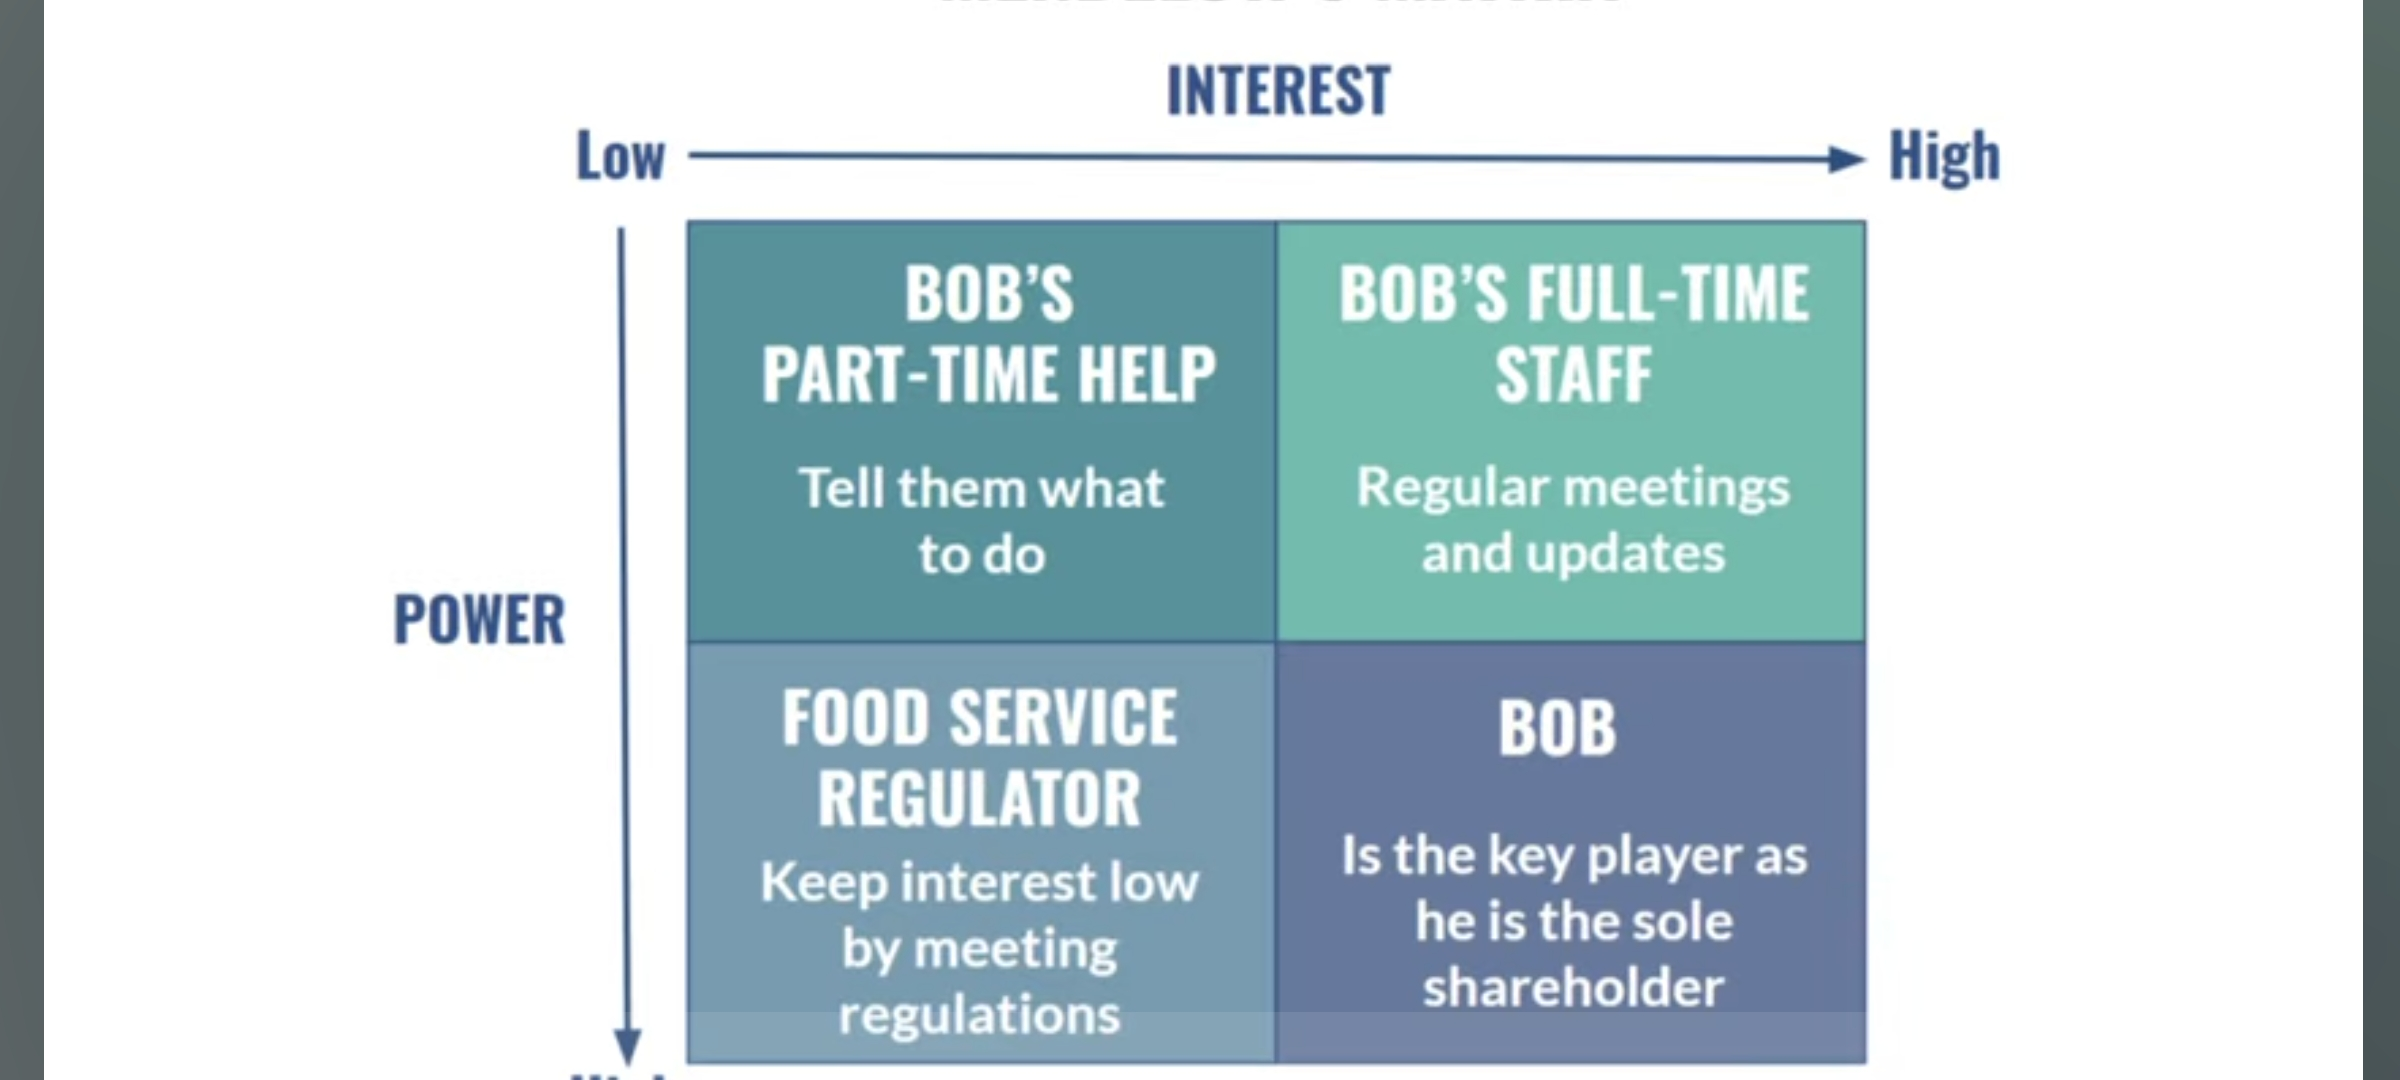 INTEREST
Low
High
BOB'S
PART-TIME HELP
Tell them what
to do
BOB'S FULL-TIME
STAFF
Regular meetings
and updates
POWER
FOOD SERVICE
REGULATOR
Keep interest low
by meeting
regulations
BOB
Is the key player as
he is the sole
shareholder